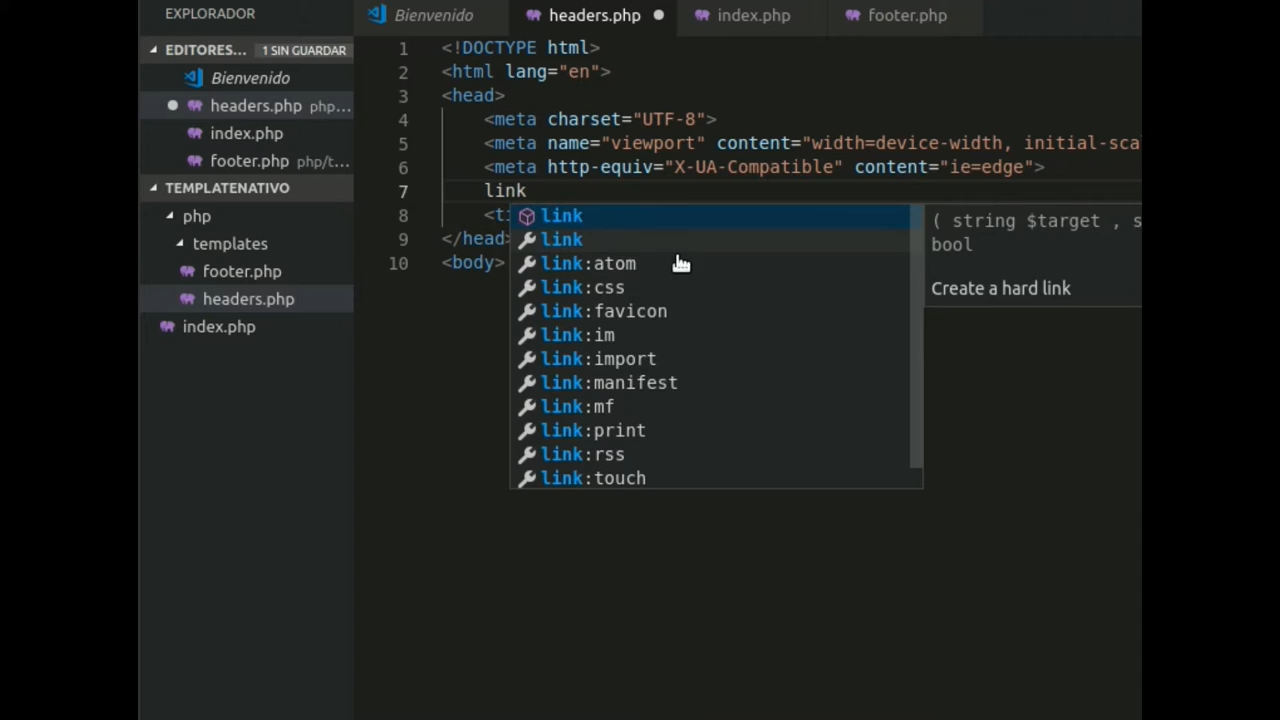 EXPLORADOR
EDITORES... 1 SIN GUARDAR
Bienvenido
headers.php php...
index.php
footer.php php/t...
TEMPLATENATIVO
php
templates
footer.php
headers.php
index.php
Bienvenido headers.php index.php footer.php
1 <!DOCTYPE html>
2 <html lang="en">
3 <head>
4 <meta charset="UTF-8">
5 <meta name="viewport" content="width=device-width, initial-sca
6 <meta http-equiv="X-UA-Compatible" content="ie=edge">
7 link
8 <ti
9 </head>
10 <body>
link
link
link:atom
link:css
link:favicon
link:im
link:import
link:manifest
link:mf
link:print
link:rss
link:touch
( string $target , s
bool
Create a hard link